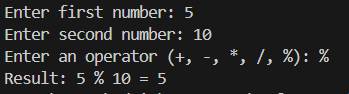 Enter first number: 5
Enter second number: 10
Enter an operator (+, -, *, /, %): %
Result: 5 % 10 = 5